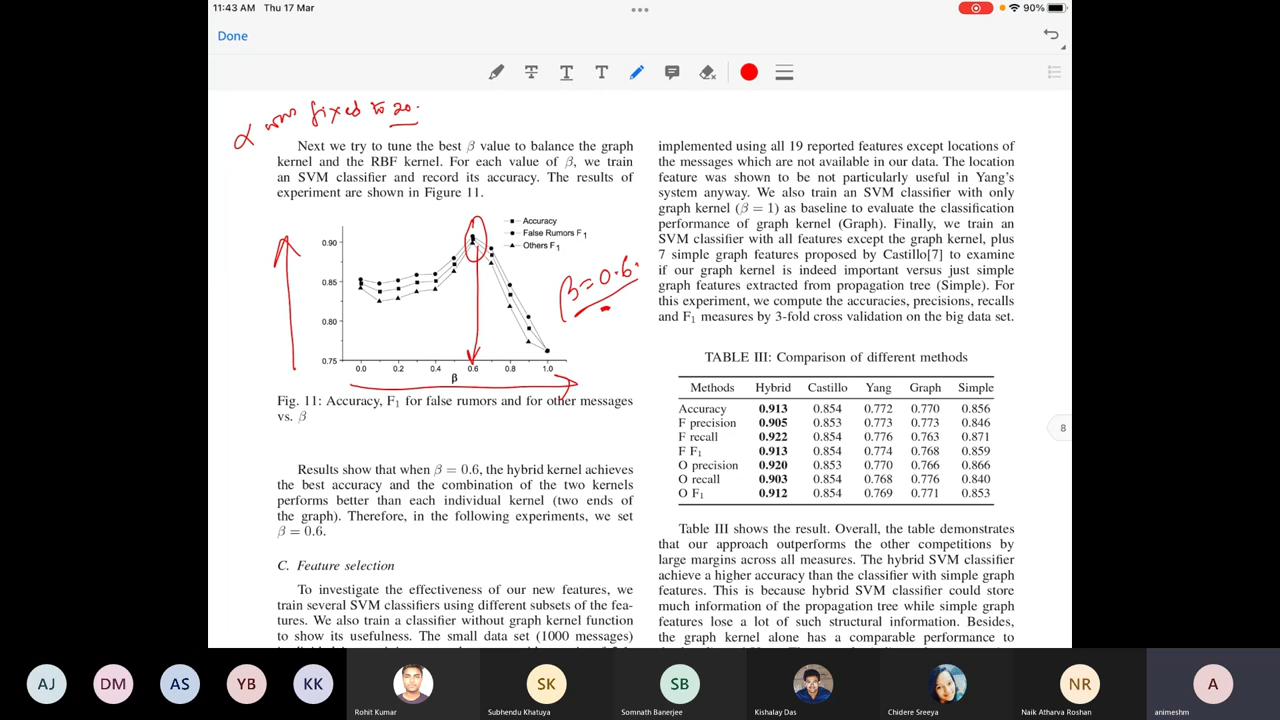 11:43 AM Thu 17 Mar
90%
Done
α was fixed to 20.
Next we try to tune the best β value to balance the graph
kernel and the RBF kernel. For each value of β, we train
an SVM classifier and record its accuracy. The results of
experiment are shown in Figure 11.
Accuracy
False Rumors F1
Others F1
0.90
0.85
0.80
0.75
0.0 0.2 0.4 0.6 0.8 1.0
β
β=0.6.
Fig. 11: Accuracy, F1 for false rumors and for other messages
vs. β
Results show that when β = 0.6, the hybrid kernel achieves
the best accuracy and the combination of the two kernels
performs better than each individual kernel (two ends of
the graph). Therefore, in the following experiments, we set
β = 0.6.
C. Feature selection
To investigate the effectiveness of our new features, we
train several SVM classifiers using different subsets of the fea-
tures. We also train a classifier without graph kernel function
to show its usefulness. The small data set (1000 messages)
implemented using all 19 reported features except locations of
the messages which are not available in our data. The location
feature was shown to be not particularly useful in Yang's
system anyway. We also train an SVM classifier with only
graph kernel (β = 1) as baseline to evaluate the classification
performance of graph kernel (Graph). Finally, we train an
SVM classifier with all features except the graph kernel, plus
7 simple graph features proposed by Castillo[7] to examine
if our graph kernel is indeed important versus just simple
graph features extracted from propagation tree (Simple). For
this experiment, we compute the accuracies, precisions, recalls
and F1 measures by 3-fold cross validation on the big data set.
TABLE III: Comparison of different methods
Methods Hybrid Castillo Yang Graph Simple
Accuracy 0.913 0.854 0.772 0.770 0.856
F precision 0.905 0.853 0.773 0.773 0.846
F recall 0.922 0.854 0.776 0.763 0.871
F F1 0.913 0.854 0.774 0.768 0.859
O precision 0.920 0.853 0.770 0.766 0.866
O recall 0.903 0.854 0.768 0.776 0.840
O F1 0.912 0.854 0.769 0.771 0.853
Table III shows the result. Overall, the table demonstrates
that our approach outperforms the other competitions by
large margins across all measures. The hybrid SVM classifier
achieve a higher accuracy than the classifier with simple graph
features. This is because hybrid SVM classifier could store
much information of the propagation tree while simple graph
features lose a lot of such structural information. Besides,
the graph kernel alone has a comparable performance to
8
AJ DM AS YB KK SK SB NR A
Rohit Kumar Subhendu Khatuya Somnath Banerjee Kishalay Das Chidere Sreeya Naik Atharva Roshan animeshm